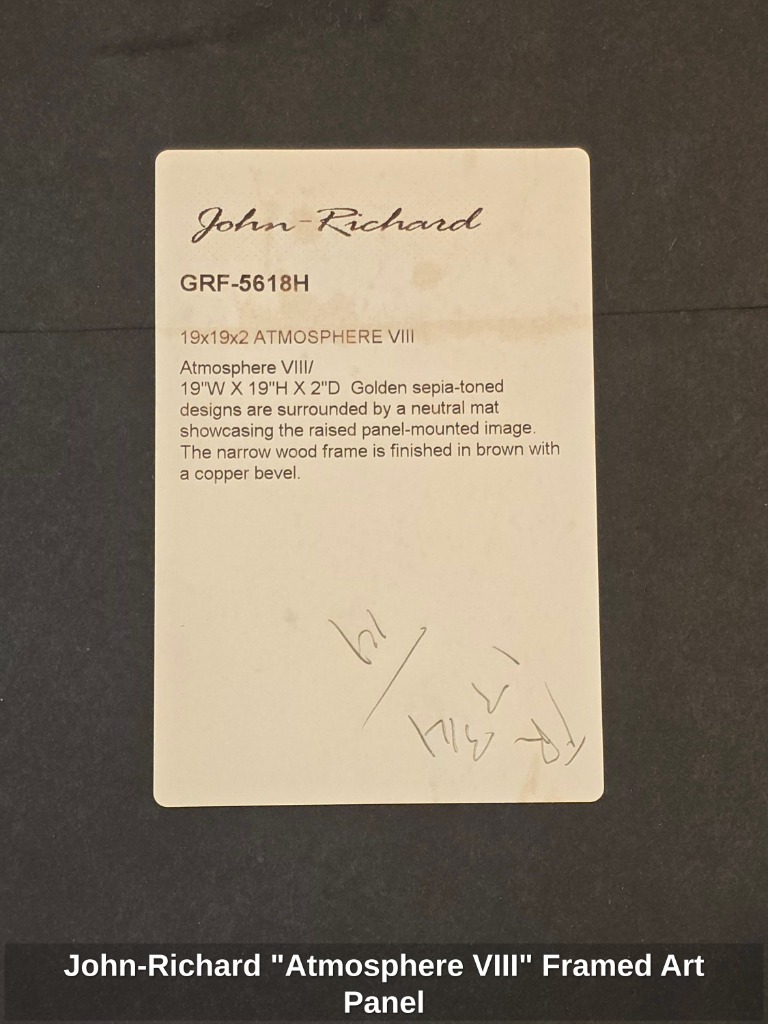 John-Richard
GRF-5618H
19x19x2 ATMOSPHERE VIII
Atmosphere VIII/
19"W X 19"H X 2"D Golden sepia-toned
designs are surrounded by a neutral mat
showcasing the raised panel-mounted image.
The narrow wood frame is finished in brown with
a copper bevel.
John-Richard "Atmosphere VIII" Framed Art
Panel